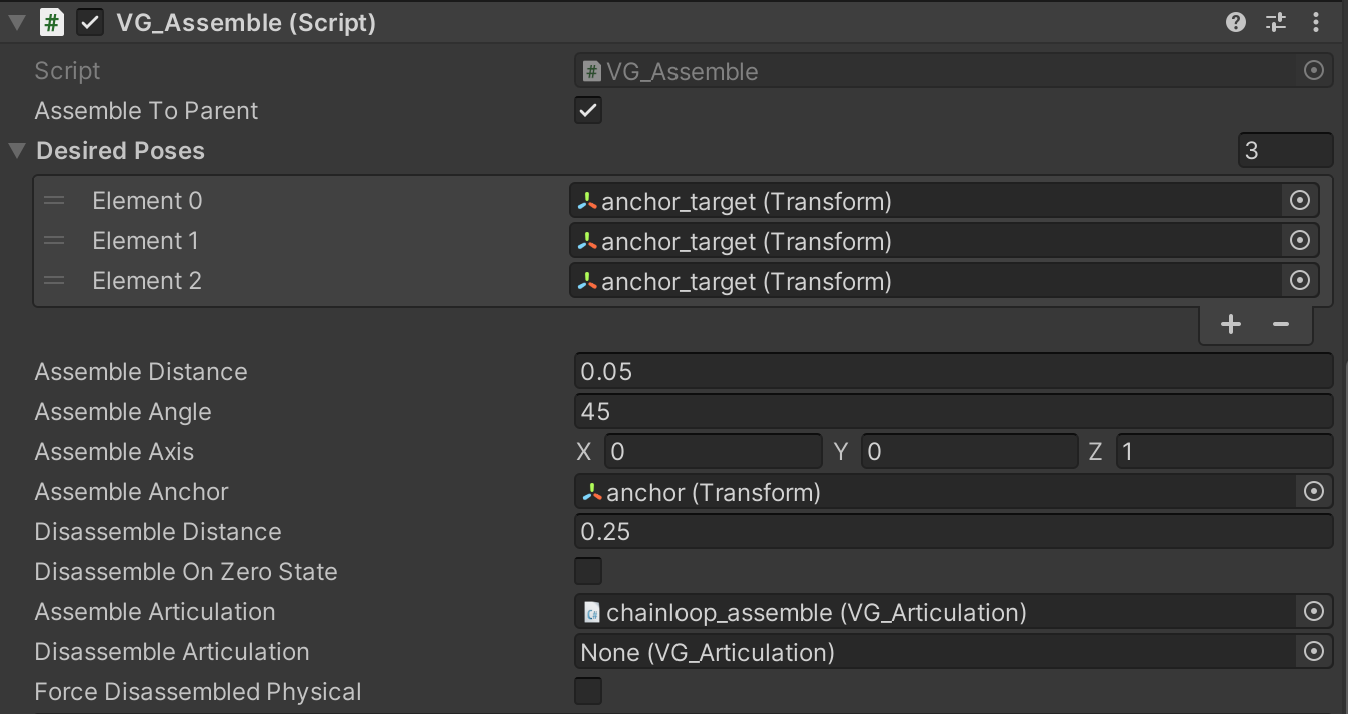 VG_Assemble (Script)
Script VG_Assemble
Assemble To Parent
Desired Poses 3
Element 0 anchor_target (Transform)
Element 1 anchor_target (Transform)
Element 2 anchor_target (Transform)
Assemble Distance 0.05
Assemble Angle 45
Assemble Axis X 0 Y 0 Z 1
Assemble Anchor anchor (Transform)
Disassemble Distance 0.25
Disassemble On Zero State
Assemble Articulation chainloop_assemble (VG_Articulation)
Disassemble Articulation None (VG_Articulation)
Force Disassembled Physical